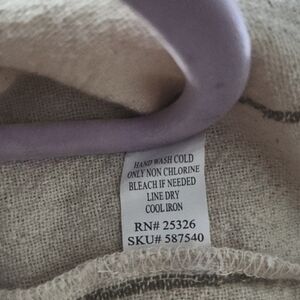 HAND WASH COLD
ONLY NON CHLORINE
BLEACH IF NEEDED
LINE DRY
COOL IRON
RN# 25326
SKU# 587540